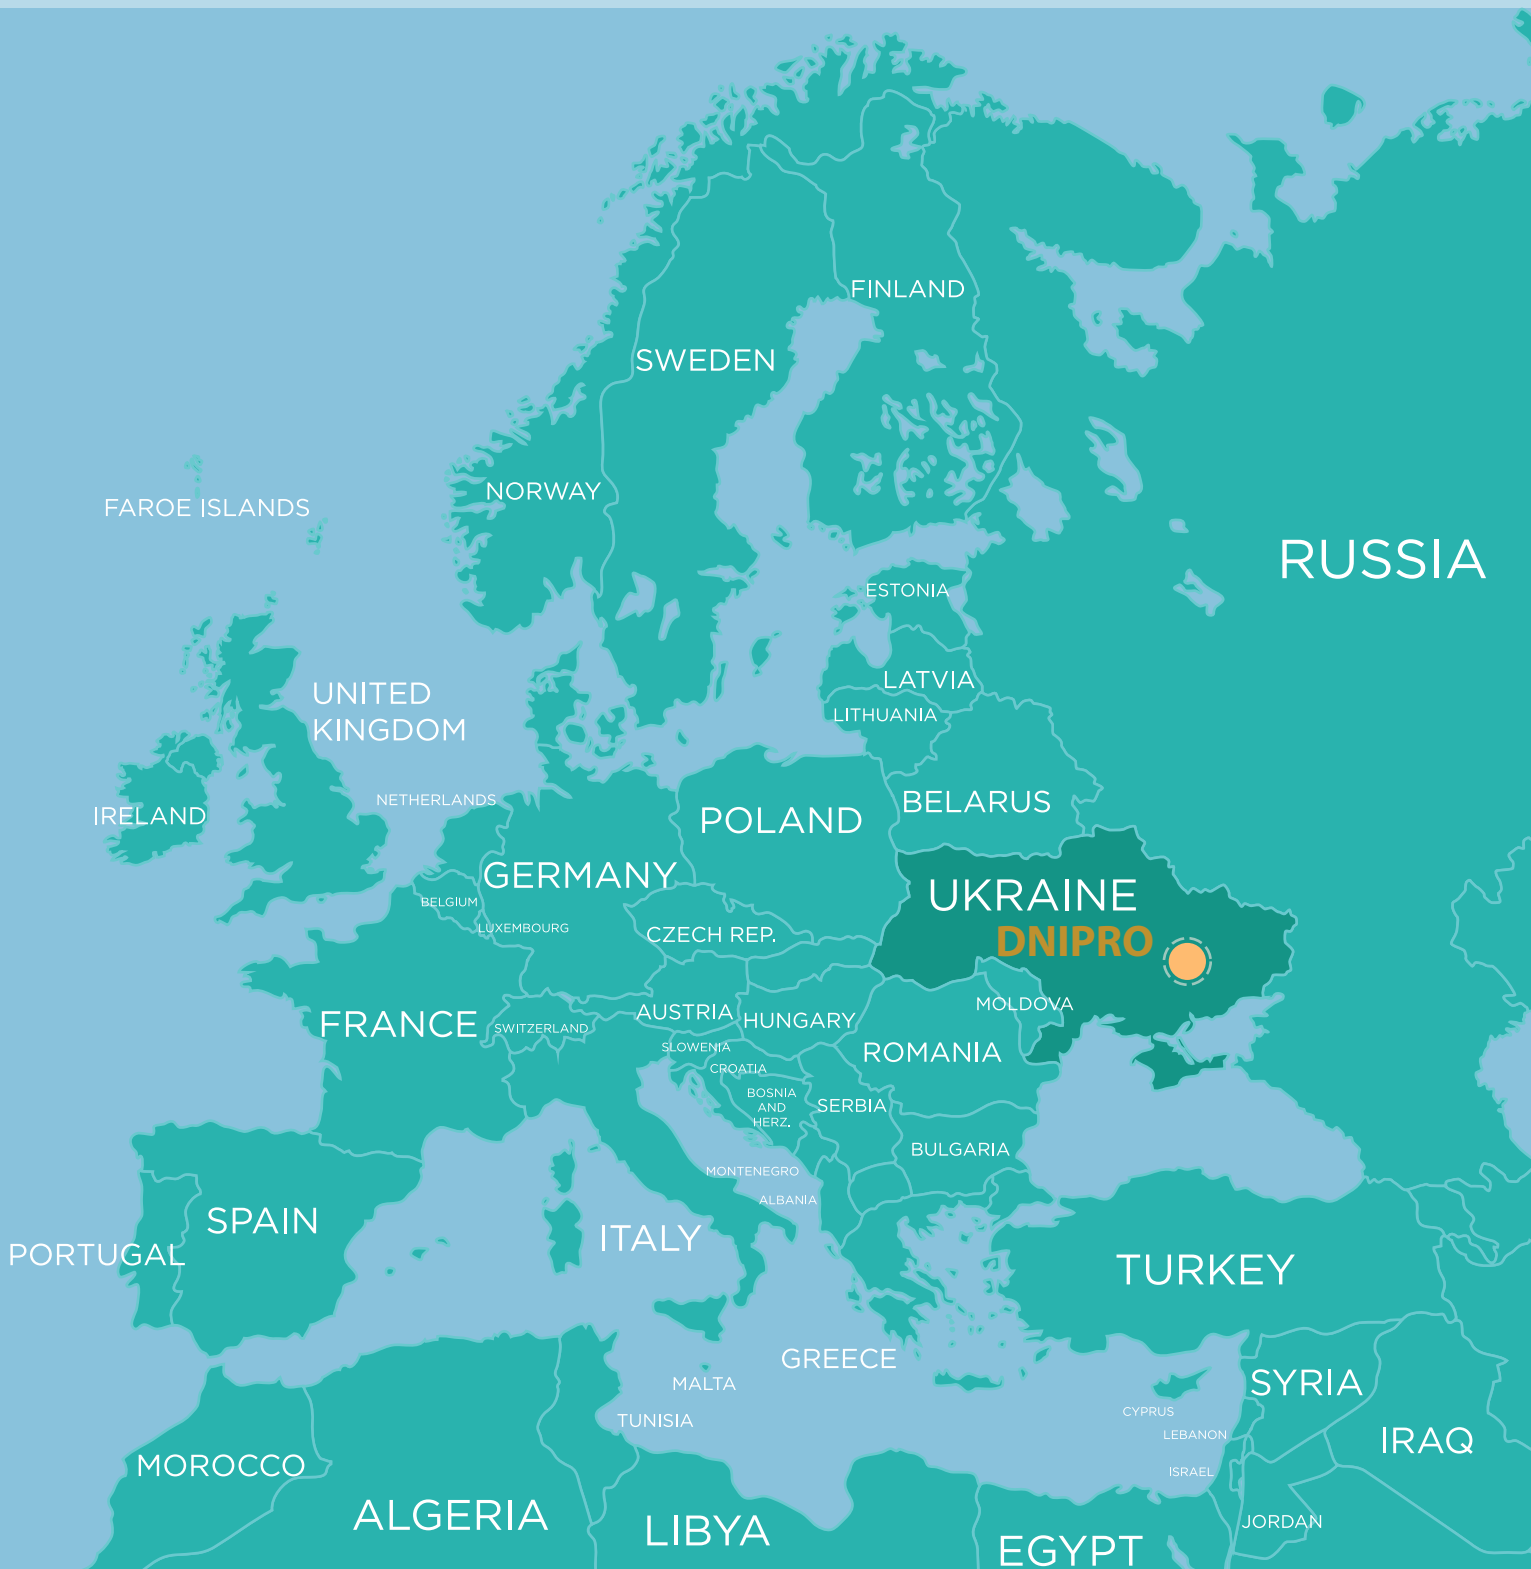 FINLAND
SWEDEN
NORWAY
FAROE ISLANDS
RUSSIA
ESTONIA
LATVIA
UNITED
KINGDOM
LITHUANIA
NETHERLANDS
BELARUS
IRELAND
POLAND
GERMANY
UKRAINE
BELGIUM
LUXEMBOURG
CZECH REP.
DNIPRO
MOLDOVA
AUSTRIA
HUNGARY
FRANCE
SWITZERLAND
SLOWENIA
ROMANIA
CROATIA
BOSNIA
AND
HERZ.
SERBIA
BULGARIA
MONTENEGRO
ALBANIA
SPAIN
ITALY
PORTUGAL
TURKEY
GREECE
MALTA
SYRIA
CYPRUS
TUNISIA
LEBANON
IRAQ
MOROCCO
ISRAEL
ALGERIA
JORDAN
LIBYA
EGYPT